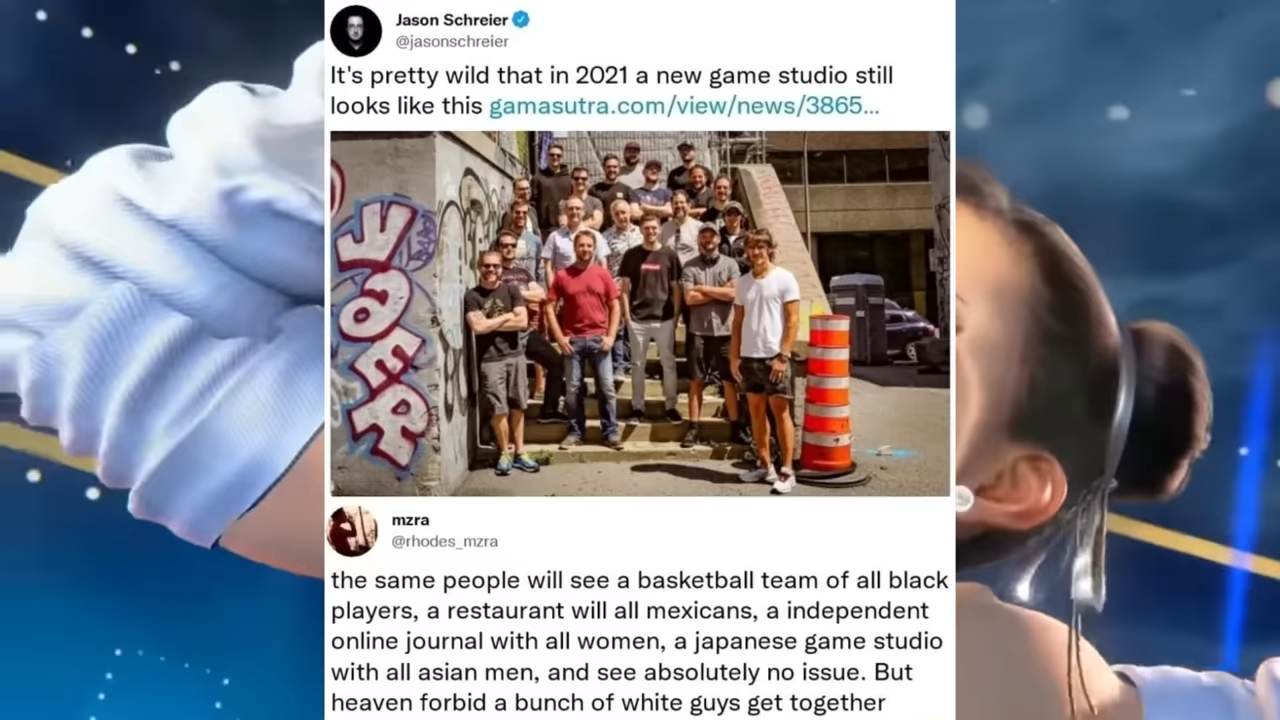 Jason Schreier
@jasonschreier
It's pretty wild that in 2021 a new game studio still
looks like this gamasutra.com/view/news/3865...
mzra
@rhodes_mzra
the same people will see a basketball team of all black
players, a restaurant will all mexicans, a independent
online journal with all women, a japanese game studio
with all asian men, and see absolutely no issue. But
heaven forbid a bunch of white guys get together